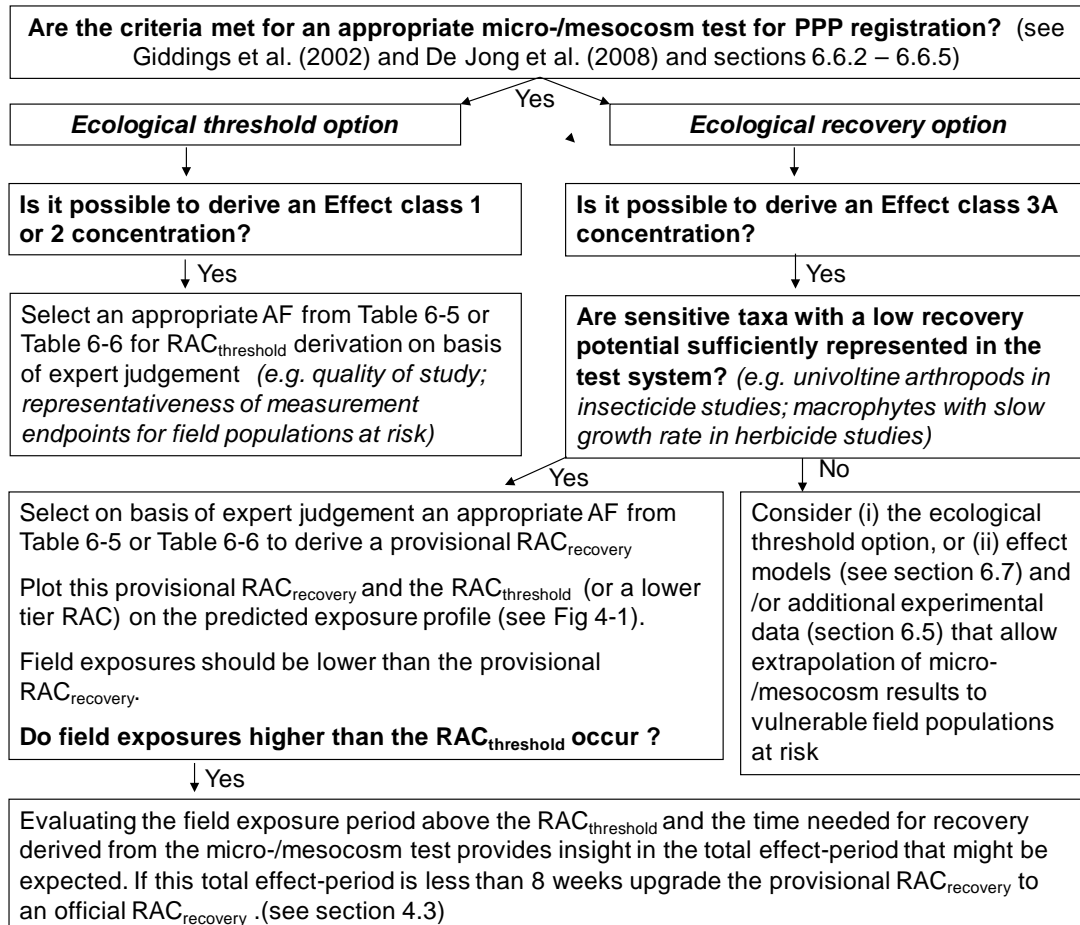 Are the criteria met for an appropriate micro-/mesocosm test for PPP registration? (see
Giddings et al. (2002) and De Jong et al. (2008) and sections 6.6.2 – 6.6.5)
Yes
Ecological threshold option
Ecological recovery option
Is it possible to derive an Effect class 1
or 2 concentration?
Is it possible to derive an Effect class 3A
concentration?
Yes
Yes
Select an appropriate AF from Table 6-5 or
Table 6-6 for RACthreshold derivation on basis
of expert judgement (e.g. quality of study;
representativeness of measurement
endpoints for field populations at risk)
Are sensitive taxa with a low recovery
potential sufficiently represented in the
test system? (e.g. univoltine arthropods in
insecticide studies; macrophytes with slow
growth rate in herbicide studies)
Yes
No
Select on basis of expert judgement an appropriate AF from
Table 6-5 or Table 6-6 to derive a provisional RACrecovery
Plot this provisional RACrecovery and the RACthreshold (or a lower
tier RAC) on the predicted exposure profile (see Fig 4-1).
Field exposures should be lower than the provisional
RACrecovery.
Do field exposures higher than the RACthreshold occur ?
Consider (i) the ecological
threshold option, or (ii) effect
models (see section 6.7) and
/or additional experimental
data (section 6.5) that allow
extrapolation of micro-
/mesocosm results to
vulnerable field populations
at risk
Yes
Evaluating the field exposure period above the RACthreshold and the time needed for recovery
derived from the micro-/mesocosm test provides insight in the total effect-period that might be
expected. If this total effect-period is less than 8 weeks upgrade the provisional RACrecovery to
an official RACrecovery .(see section 4.3)